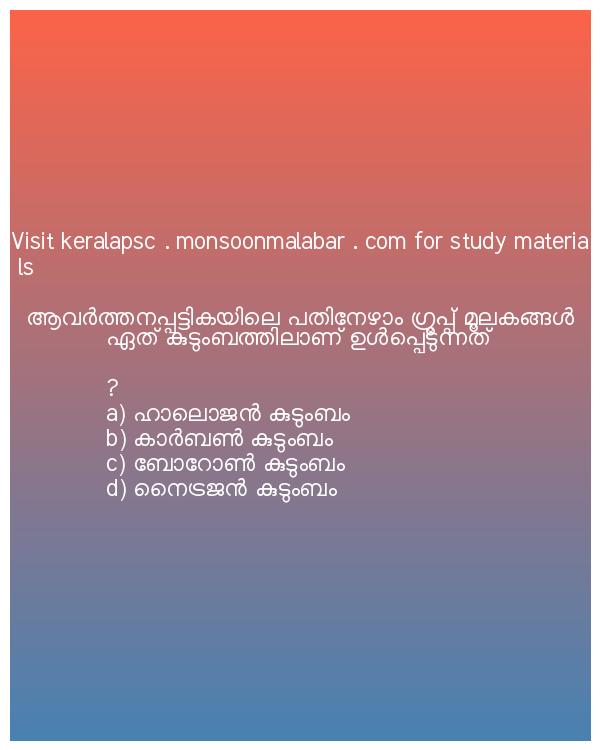 Visit keralapsc . monsoonmalabar . com for study materia
ls
ആവർത്തനപ്പട്ടികയിലെ പതിനേഴാം ഗ്രൂപ്പ് മൂലകങ്ങൾ
ഏത് കുടുംബത്തിലാണ് ഉൾപ്പെടുന്നത്
?
a) ഹാലൊജൻ കുടുംബം
b) കാർബൺ കുടുംബം
c) ബോറോൺ കുടുംബം
d) നൈട്രജൻ കുടുംബം